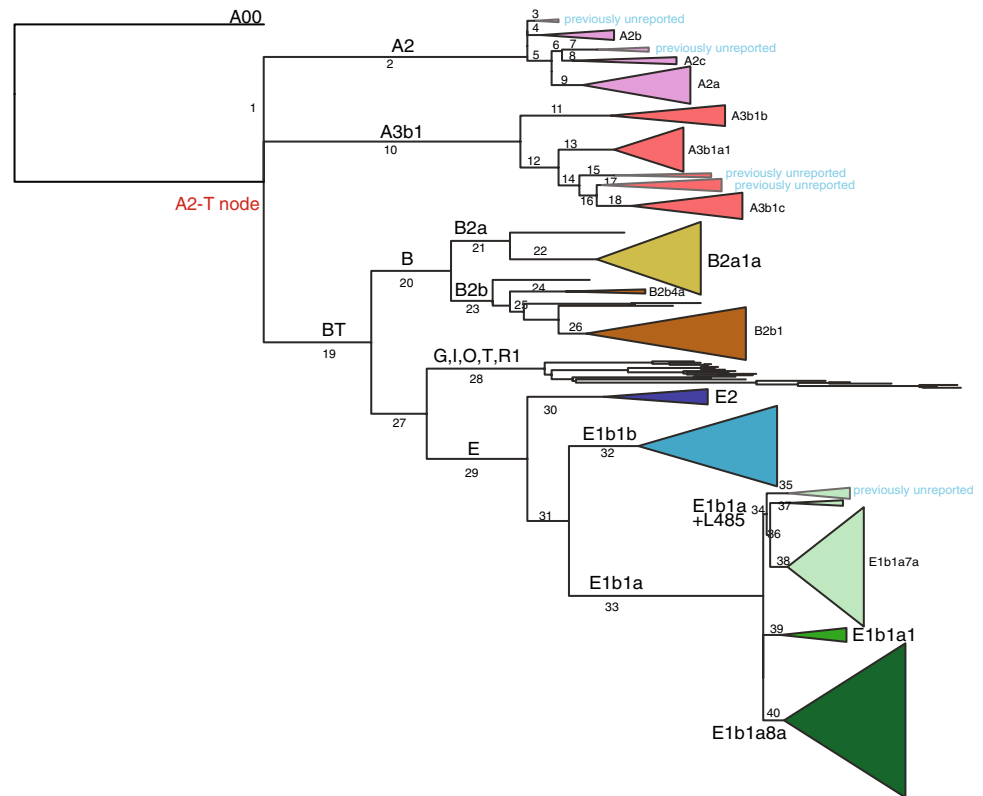 A00
3
previously unreported
4
A2b
A2
2
5
6
7
previously unreported
8
A2c
9
A2a
1
11
A3b1b
A3b1
10
12
13
A3b1a1
14
15
previously unreported
17
previously unreported
16
18
A3b1c
A2-T node
B2a
21
22
B2a1a
B
20
B2b
23
24
B2b4a
25
26
B2b1
BT
19
G,I,O,T,R1
28
27
30
E2
E
29
E1b1b
32
31
35
previously unreported
E1b1a
+L485
34
37
36
38
E1b1a7a
E1b1a
33
39
E1b1a1
40
E1b1a8a